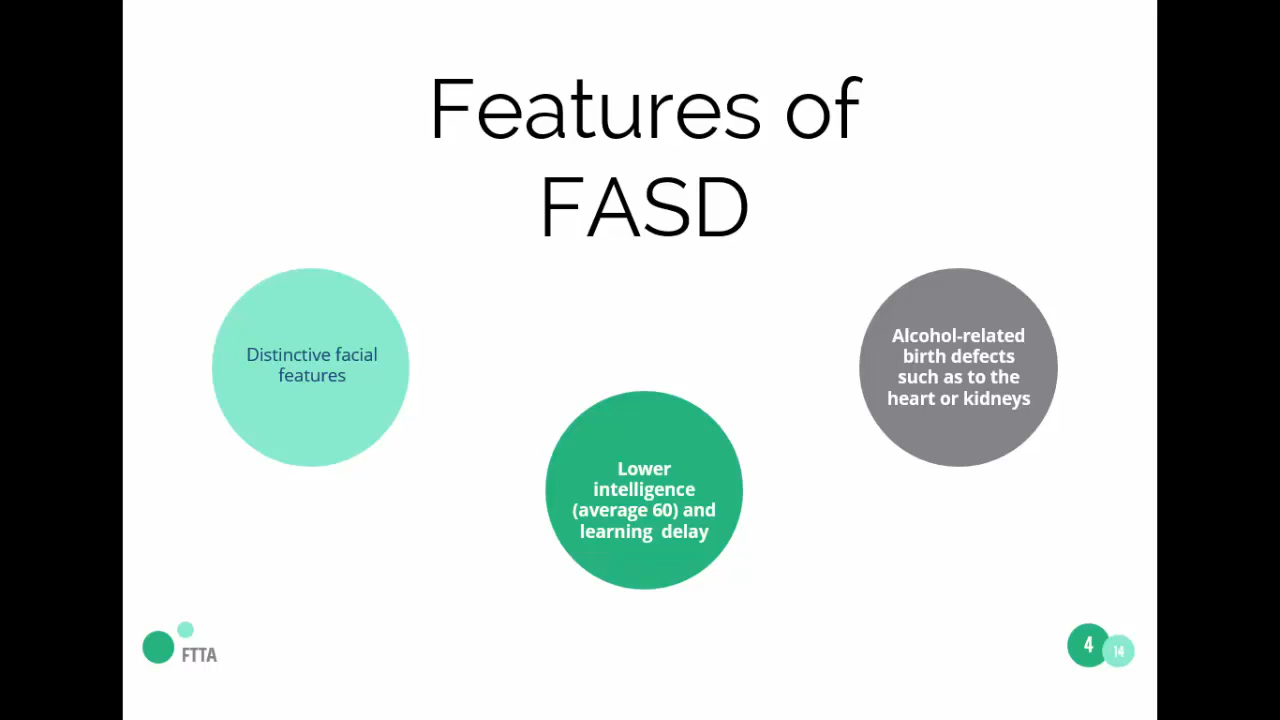 Features of
FASD
Distinctive facial
features
Lower
intelligence
(average 60) and
learning  delay
Alcohol-related
birth defects
such as to the
heart or kidneys
FTTA
4
14